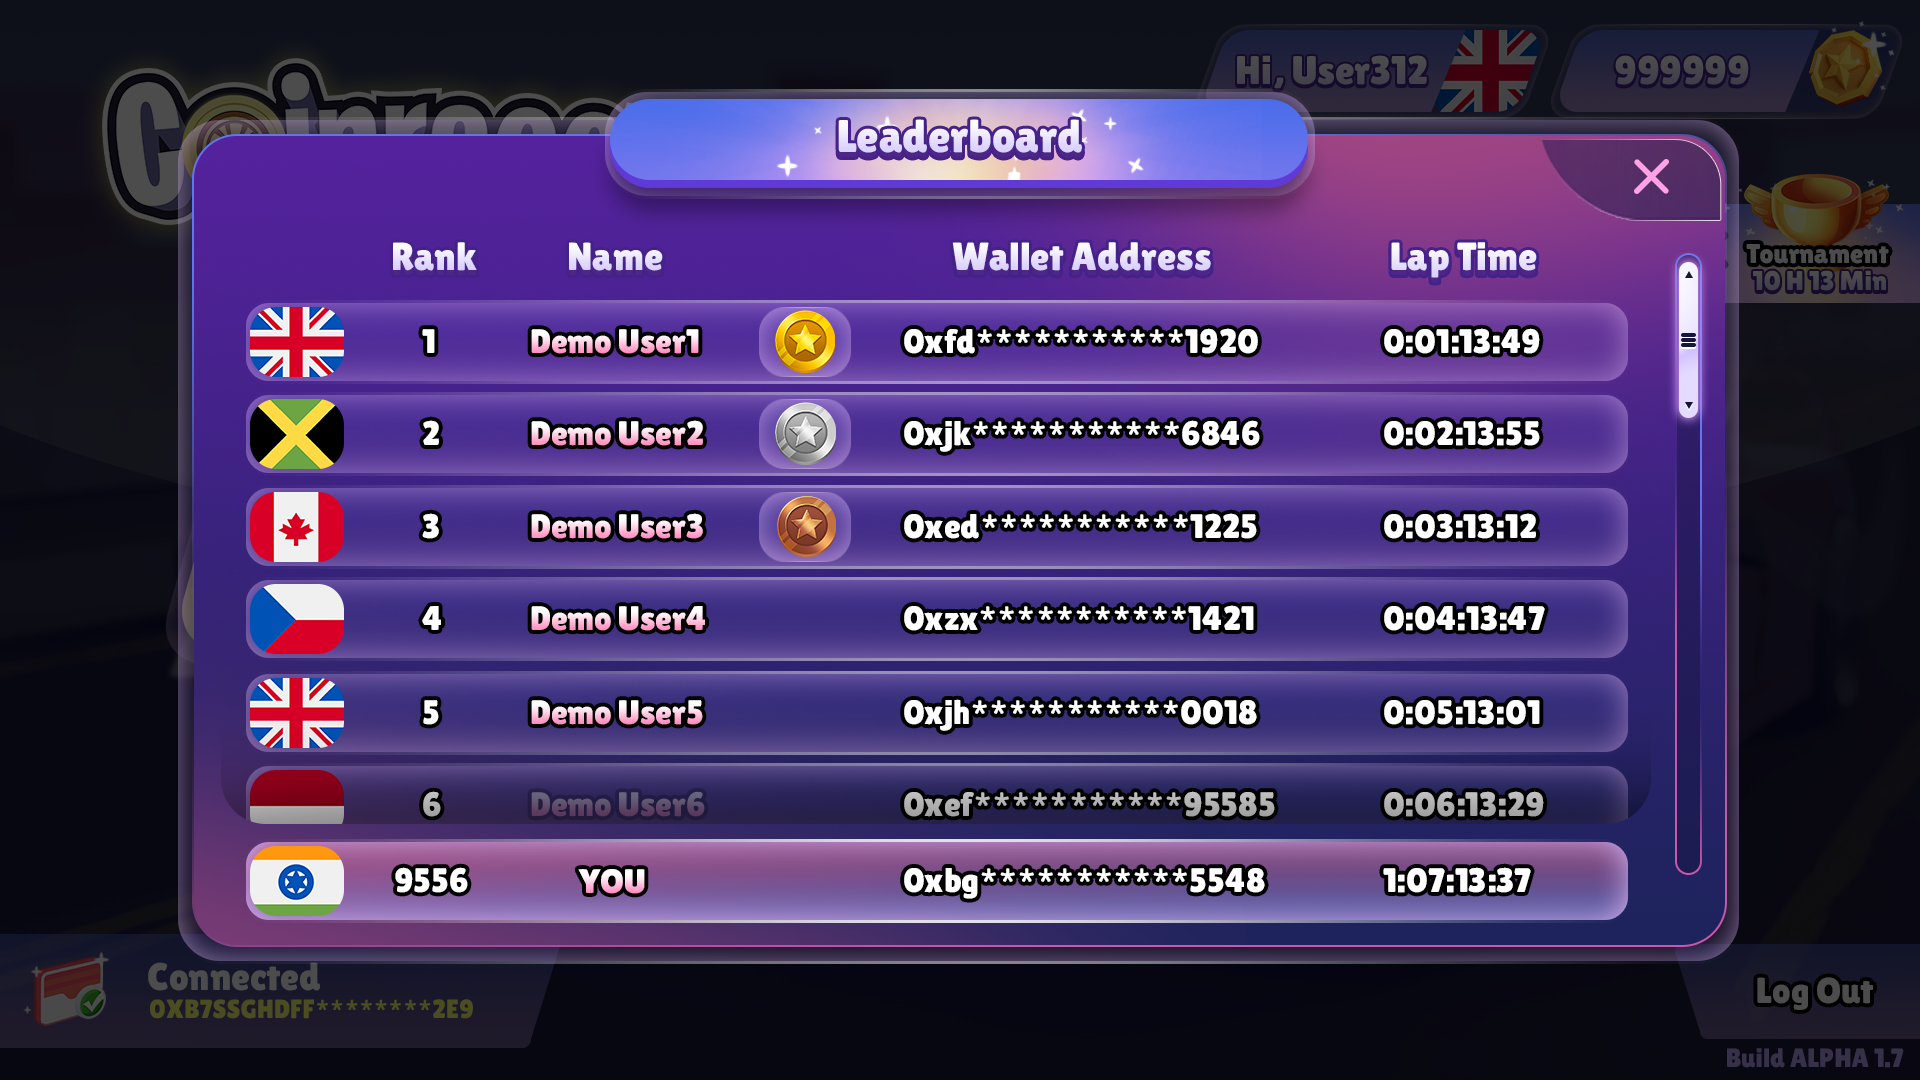 Hi, User312
999999
Leaderboard
Tournament
10 H 13 Min
Rank Name Wallet Address Lap Time
1 Demo User1 0xfd***********1920 0:01:13:49
2 Demo User2 0xjk***********6846 0:02:13:55
3 Demo User3 0xed***********1225 0:03:13:12
4 Demo User4 0xzx***********1421 0:04:13:47
5 Demo User5 0xjh***********0018 0:05:13:01
6 Demo User6 0xef***********95585 0:06:13:29
9556 YOU 0xbg***********5548 1:07:13:37
Connected
0XB7SSGHDFF********2E9
Log Out
Build ALPHA 1.7